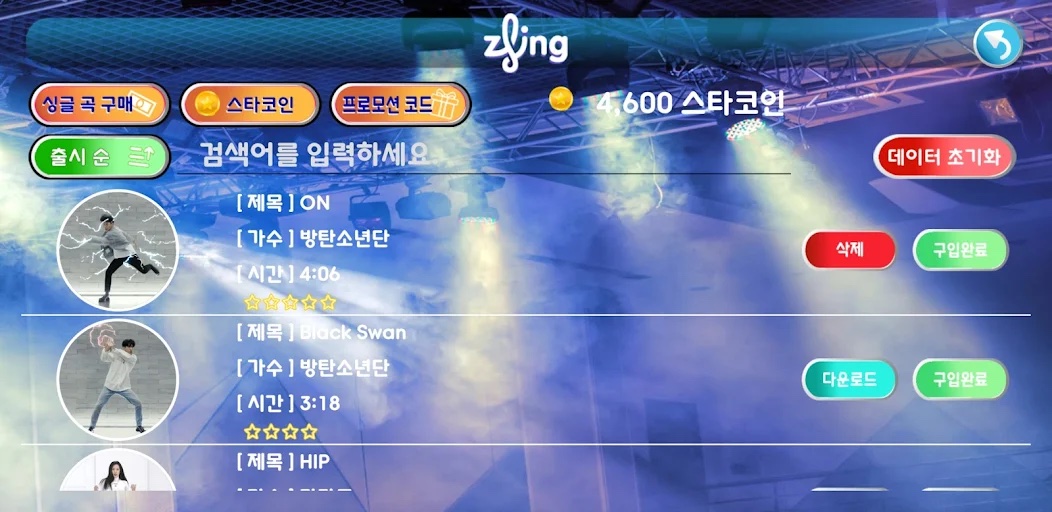 zfing
싱글 곡 구매
스타코인
프로모션 코드
4,600 스타코인
출시 순
검색어를 입력하세요
데이터 초기화
[ 제목 ] ON
[ 가수 ] 방탄소년단
[ 시간 ] 4:06
삭제
구입완료
[ 제목 ] Black Swan
[ 가수 ] 방탄소년단
[ 시간 ] 3:18
다운로드
구입완료
[ 제목 ] HIP